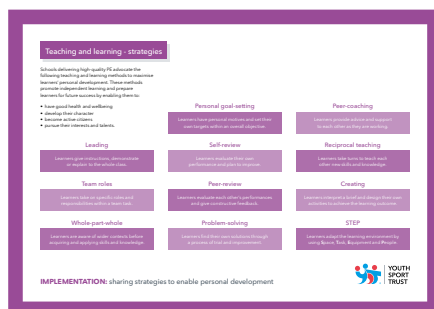 Teaching and learning - strategies
Schools delivering high-quality PE advocate the
following teaching and learning methods to maximise
learners' personal development. These methods
promote independent learning and prepare
learners for future success by enabling them to:
• have good health and wellbeing
• develop their character
• become active citizens
• pursue their interests and talents.
Personal goal-setting
Learners have personal motives and set their
own targets within an overall objective.
Peer-coaching
Learners provide advice and support
to each other as they are working.
Leading
Learners give instructions, demonstrate
or explain to the whole class.
Self-review
Learners evaluate their own
performance and plan to improve.
Reciprocal teaching
Learners take turns to teach each
other new skills and knowledge.
Team roles
Learners take on specific roles and
responsibilities within a team task.
Peer-review
Learners evaluate each other's performances
and give constructive feedback.
Creating
Learners interpret a brief and design their own
activities to achieve the learning outcome.
Whole-part-whole
Learners are aware of wider contexts before
acquiring and applying skills and knowledge.
Problem-solving
Learners find their own solutions through
a process of trial and improvement.
STEP
Learners adapt the learning environment by
using Space, Task, Equipment and People.
IMPLEMENTATION: sharing strategies to enable personal development
YOUTH
SPORT
TRUST